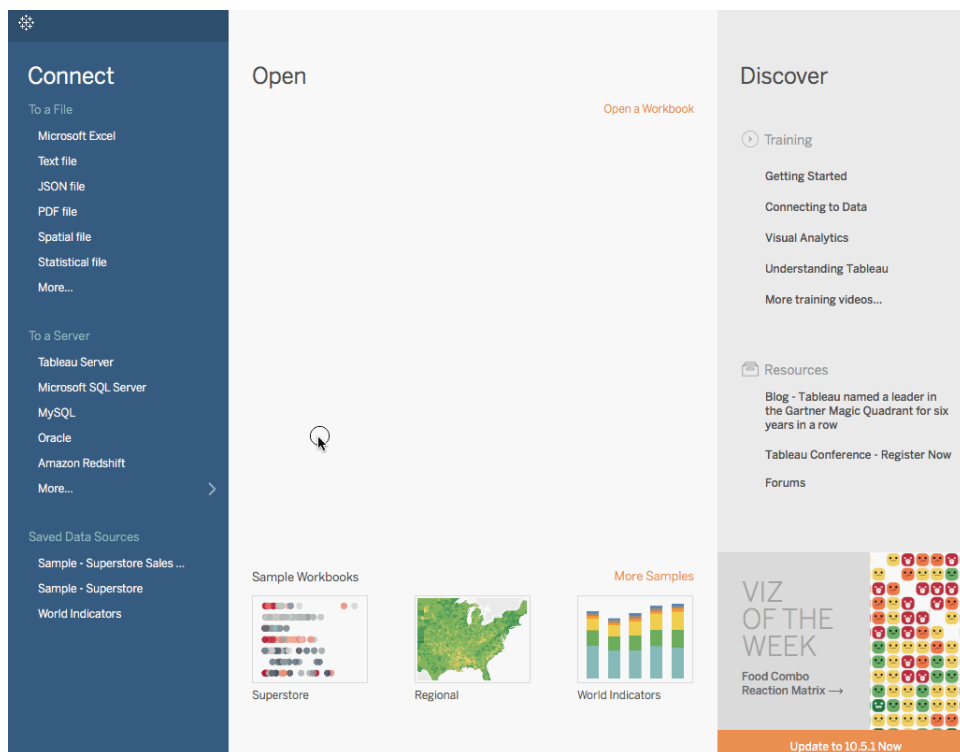 Connect
To a File
Microsoft Excel
Text file
JSON file
PDF file
Spatial file
Statistical file
More...
To a Server
Tableau Server
Microsoft SQL Server
MySQL
Oracle
Amazon Redshift
More...
Saved Data Sources
Sample - Superstore Sales ...
Sample - Superstore
World Indicators
Open
Open a Workbook
Sample Workbooks
More Samples
Superstore
Regional
World Indicators
Discover
Training
Getting Started
Connecting to Data
Visual Analytics
Understanding Tableau
More training videos...
Resources
Blog - Tableau named a leader in
the Gartner Magic Quadrant for six
years in a row
Tableau Conference - Register Now
Forums
VIZ
OF THE
WEEK
Food Combo
Reaction Matrix →
Update to 10.5.1 Now